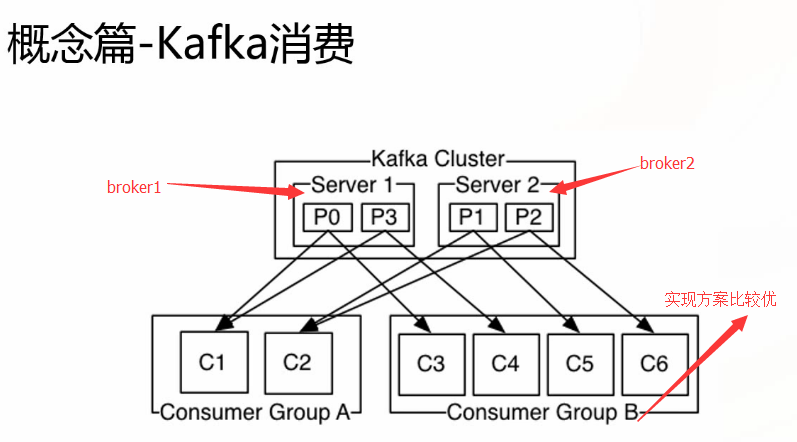 概念篇-Kafka消费
Kafka Cluster
broker1
Server 1
Server 2
broker2
P0
P3
P1
P2
实现方案比较优
C1
C2
C3
C4
C5
C6
Consumer Group A
Consumer Group B